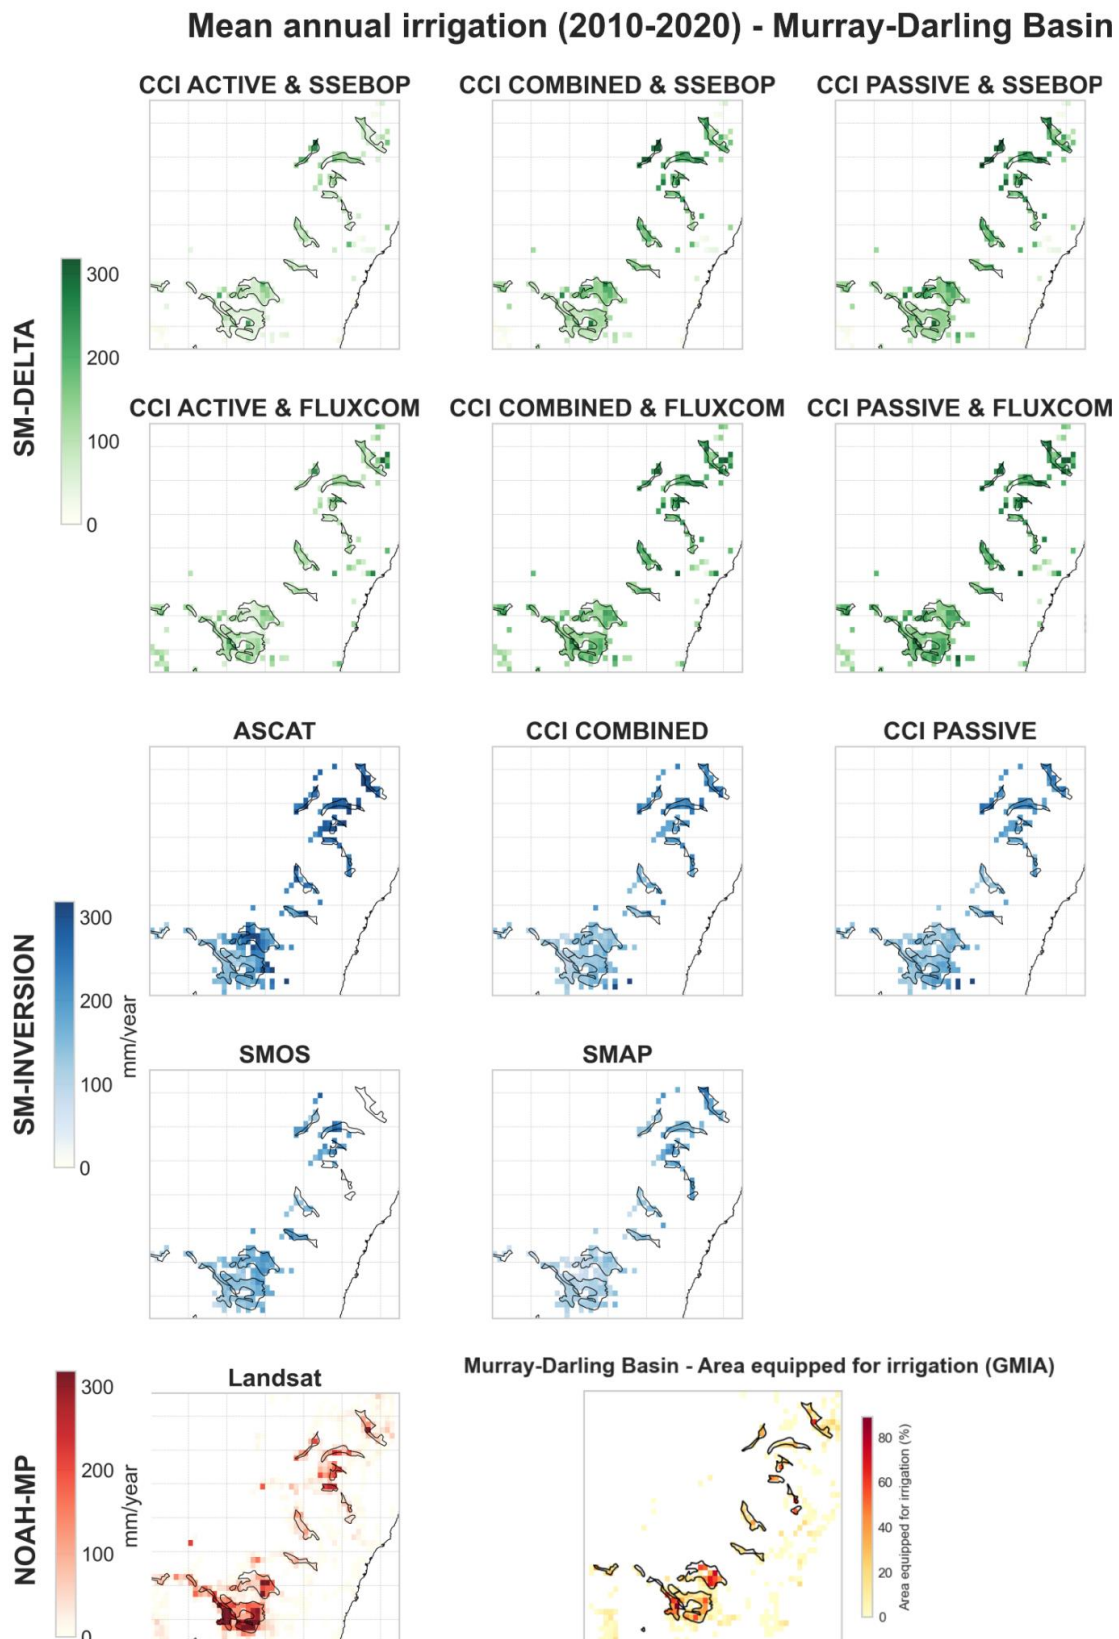 Mean annual irrigation (2010-2020) - Murray-Darling Basin
CCI ACTIVE & SSEBOP
CCI COMBINED & SSEBOP
CCI PASSIVE & SSEBOP
SM-DELTA
300
200
100
0
CCI ACTIVE & FLUXCOM
CCI COMBINED & FLUXCOM
CCI PASSIVE & FLUXCOM
ASCAT
CCI COMBINED
CCI PASSIVE
SM-INVERSION
300
200
100
0
mm/year
SMOS
SMAP
Landsat
Murray-Darling Basin - Area equipped for irrigation (GMIA)
NOAH-MP
300
200
100
0
mm/year
80
60
40
20
0
Area equipped for irrigation (%)